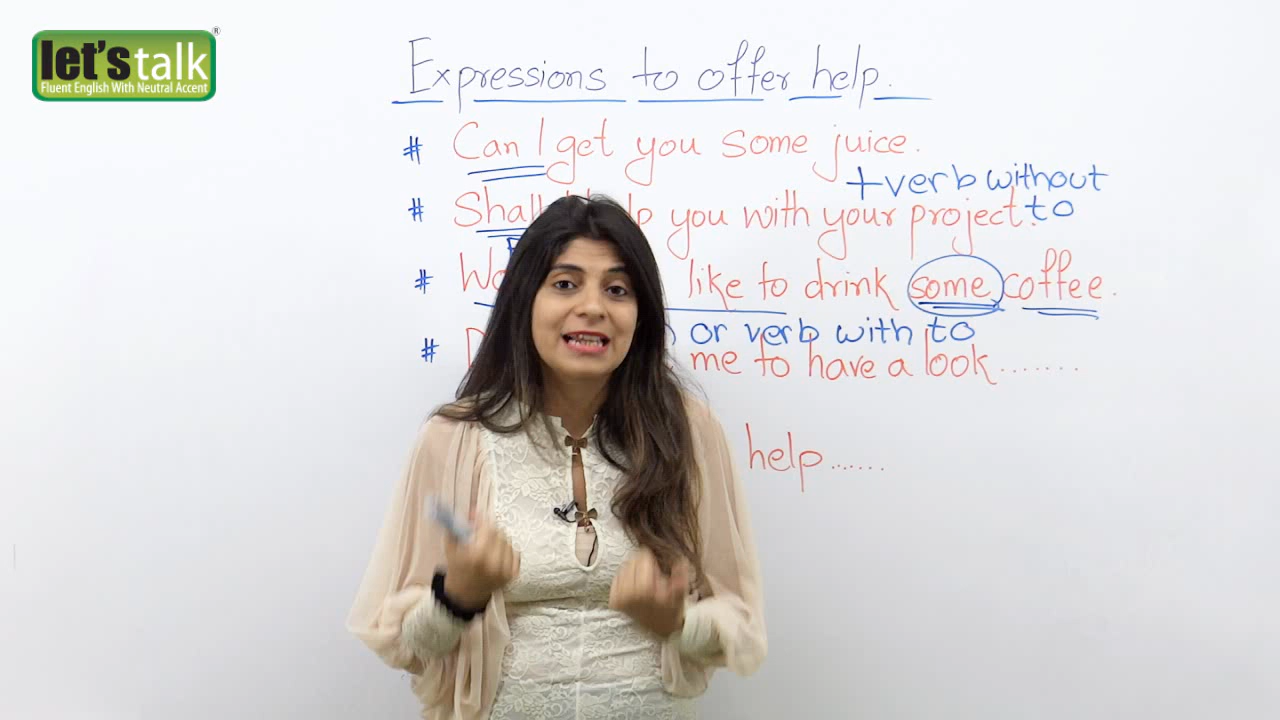 let's talk ®
Fluent English With Neutral Accent
Expressions to offer help.
# Can I get you some juice.
+verb without
# Shall you with your project. to
# like to drink some coffee.
or verb with to
# me to have a look.......
help.......